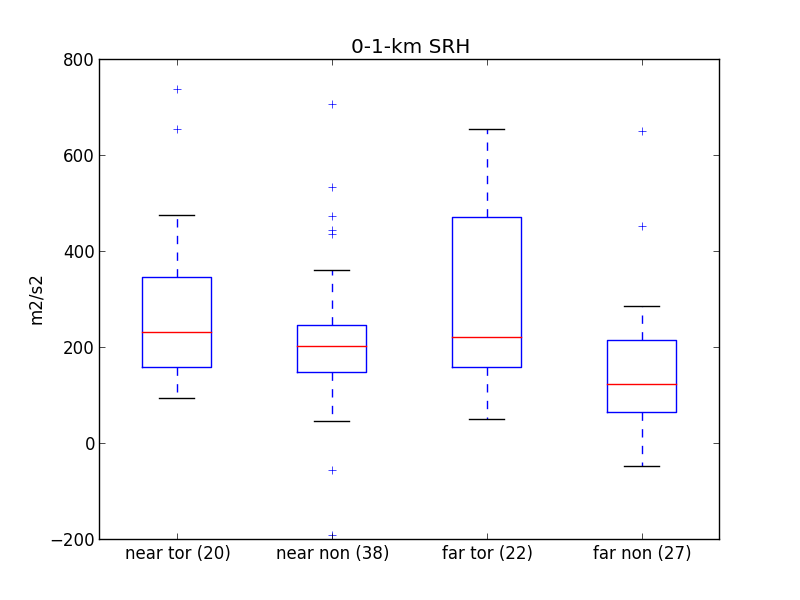 0-1-km SRH
800
600
400
200
0
−200
m2/s2
near tor (20)
near non (38)
far tor (22)
far non (27)